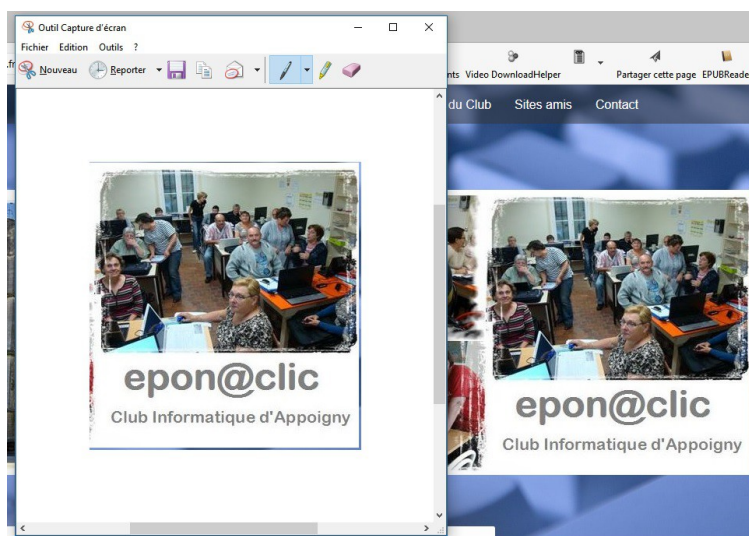 Outil Capture d'écran
Fichier Edition Outils ?
Nouveau Reporter
nts Video DownloadHelper Partager cette page EPUBReade
du Club Sites amis Contact
epon@clic
Club Informatique d'Appoigny
epon@clic
Club Informatique d'Appoigny